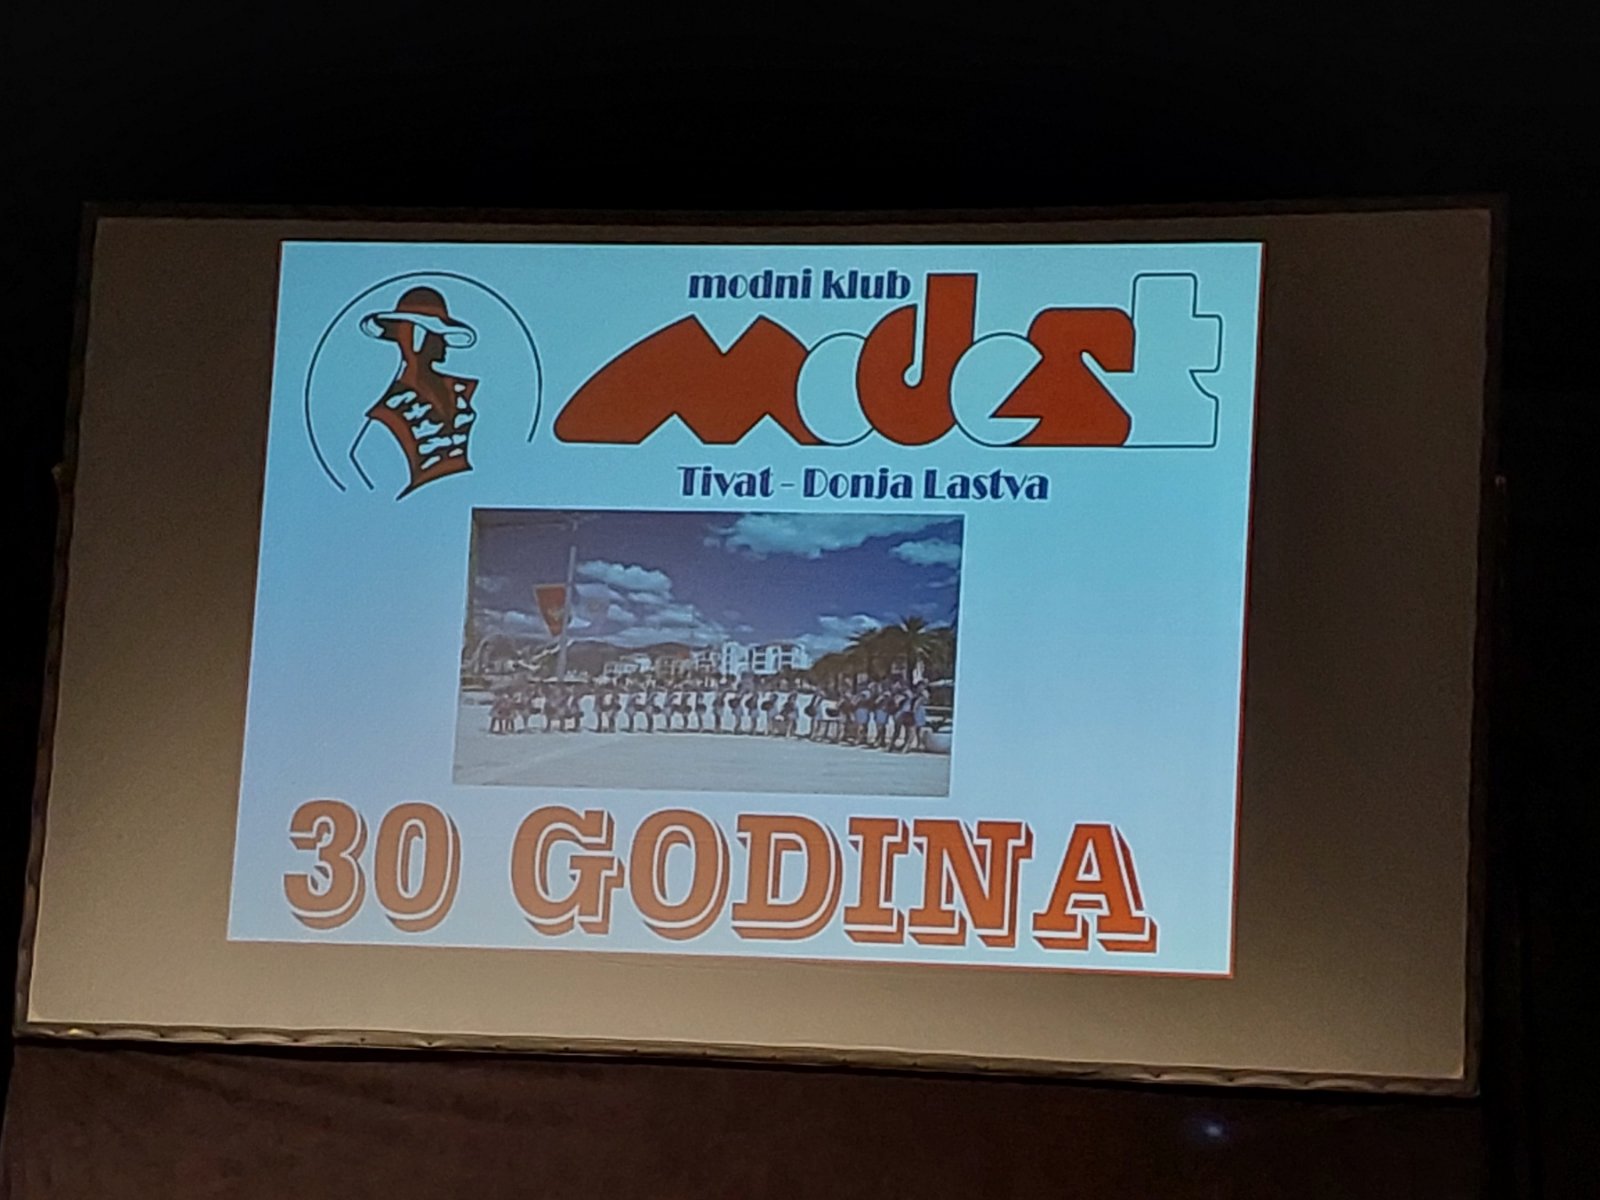 modni klub
modest
Tivat - Donja Lastva
30 GODINA